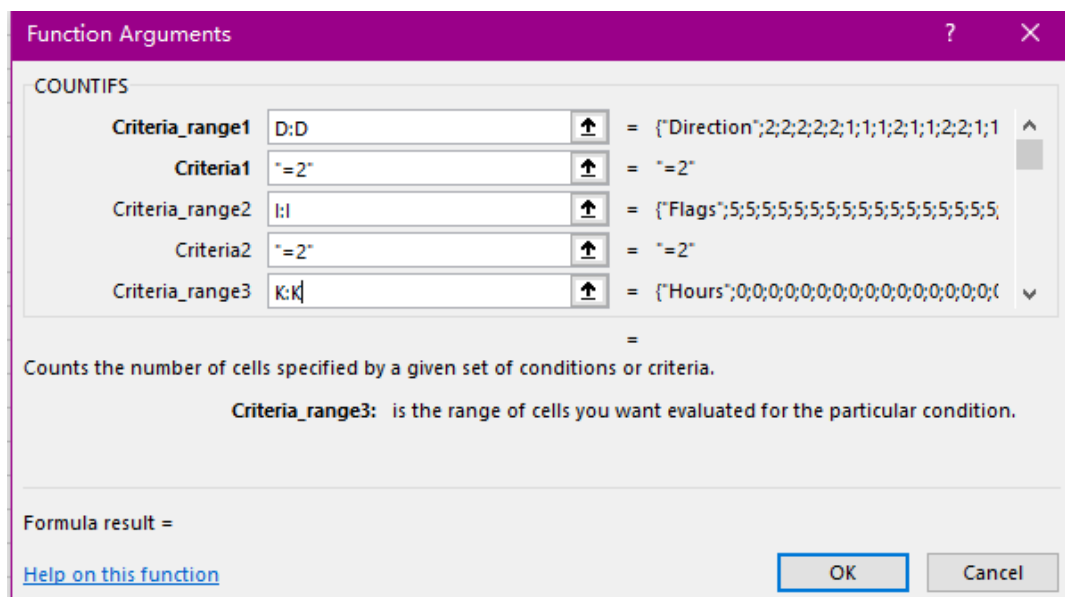 Function Arguments ? ×
COUNTIFS
Criteria_range1 D:D = {"Direction";2;2;2;2;2;1;1;1;2;1;1;2;2;1;1
Criteria1 "=2" = "=2"
Criteria_range2 I:I = {"Flags";5;5;5;5;5;5;5;5;5;5;5;5;5;5;5;5;
Criteria2 "=2" = "=2"
Criteria_range3 K:K = {"Hours";0;0;0;0;0;0;0;0;0;0;0;0;0;0;0;0;0
=
Counts the number of cells specified by a given set of conditions or criteria.
Criteria_range3: is the range of cells you want evaluated for the particular condition.
Formula result =
Help on this function OK Cancel